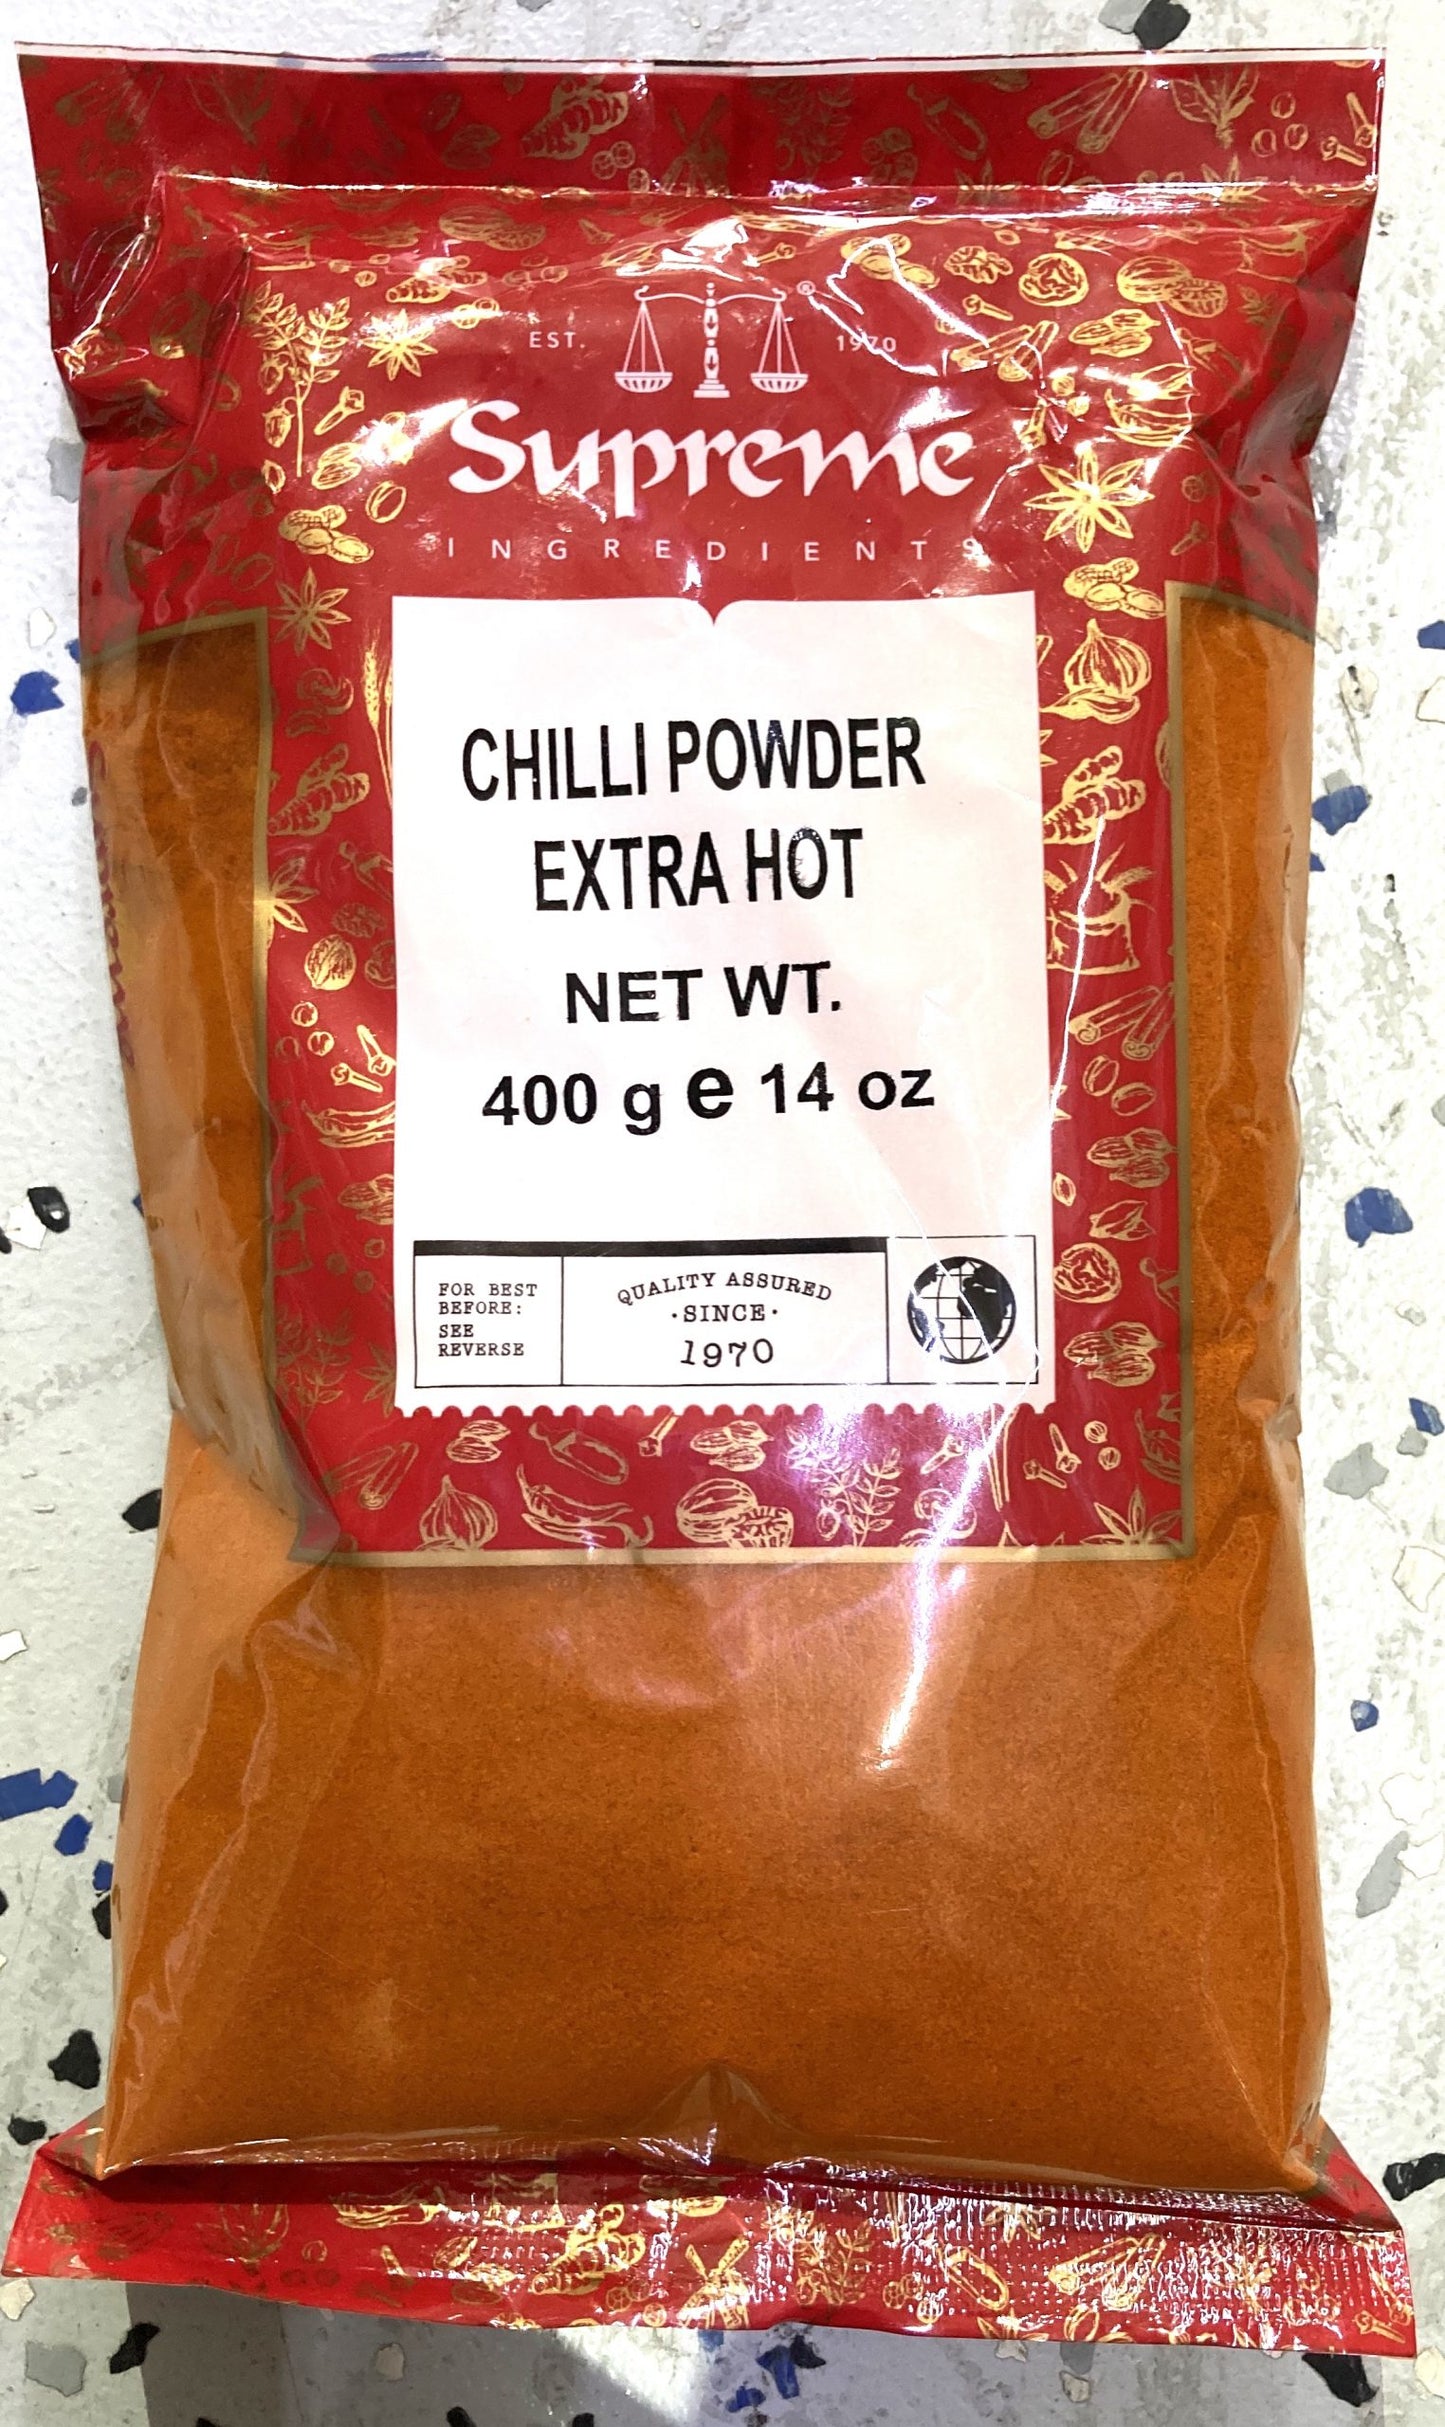 EST. 1970
®
Supreme
INGREDIENTS
CHILLI POWDER
EXTRA HOT
NET WT.
400 g e 14 oz
FOR BEST
BEFORE:
SEE
REVERSE
QUALITY ASSURED
·SINCE·
1970